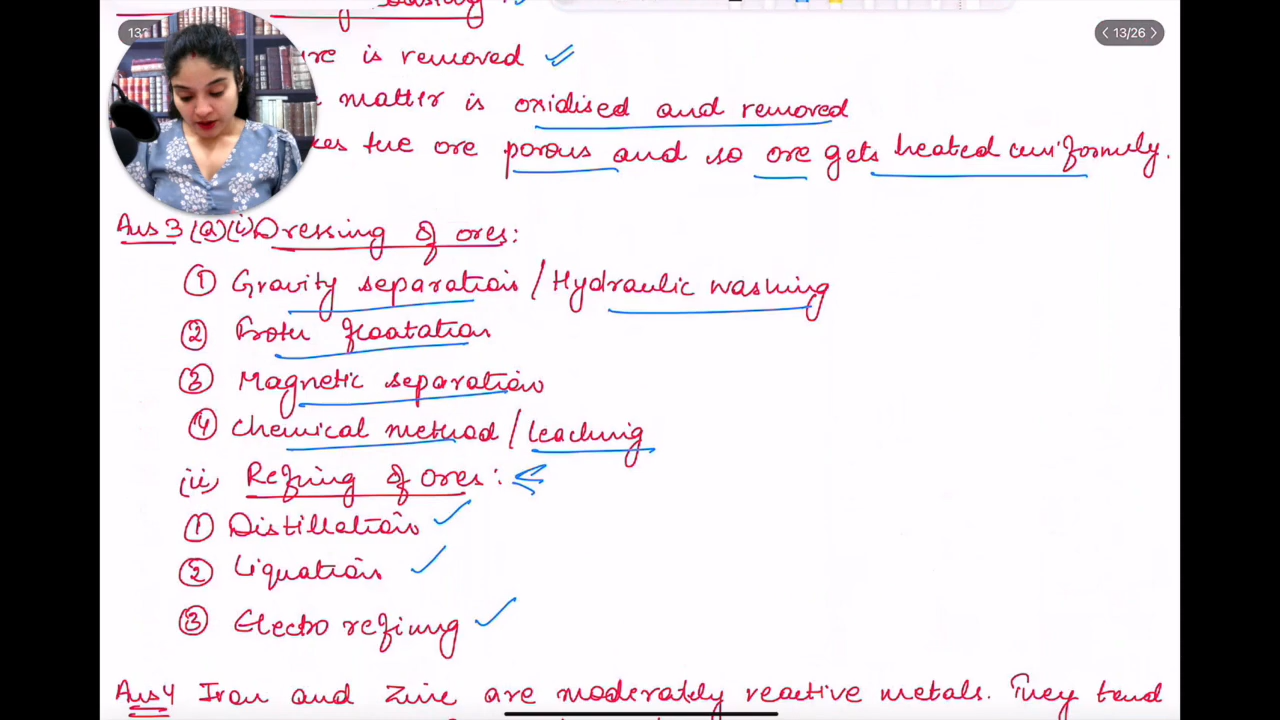 13/26
is removed
matter is oxidised and removed
the ore porous and so ore gets heated uniformly.
Ans 3 (a)(i) Dressing of ores:
① Gravity separation / Hydraulic washing
② Froth floatation
③ Magnetic separation
④ Chemical method / leaching
(ii) Refining of ores:
① Distillation
② Liquation
③ Electro refining
Ans 4 Iron and zinc are moderately reactive metals. They tend